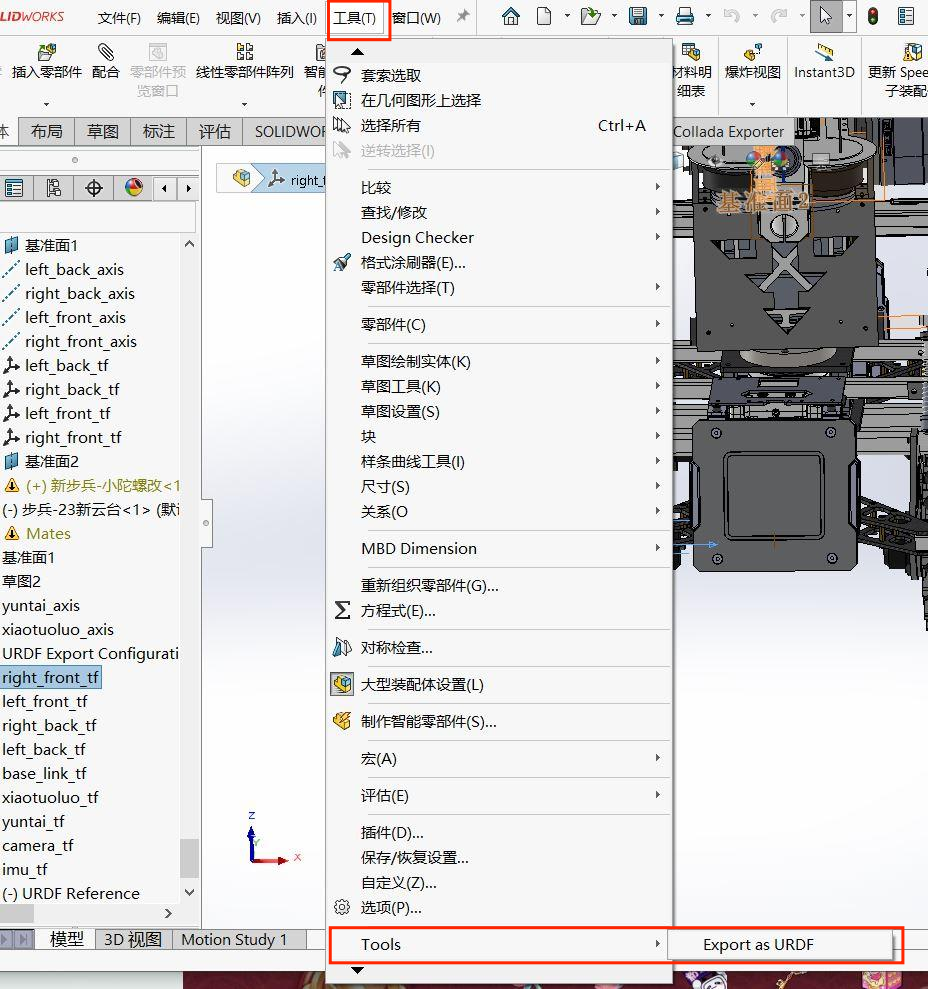 LIDWORKS 文件(F) 编辑(E) 视图(V) 插入(I) 工具(T) 窗口(W)
插入零部件 配合 零部件预览窗口 线性零部件阵列 材料明细表 爆炸视图 Instant3D 更新 Spee
布局 草图 标注 评估 SOLIDWOR Collada Exporter
right_t
基准面1
left_back_axis
right_back_axis
left_front_axis
right_front_axis
left_back_tf
right_back_tf
left_front_tf
right_front_tf
基准面2
(+) 新步兵-小陀螺改<1
(-) 步兵-23新云台<1> (默
Mates
基准面1
草图2
yuntai_axis
xiaotuoluo_axis
URDF Export Configurati
right_front_tf
left_front_tf
right_back_tf
left_back_tf
base_link_tf
xiaotuoluo_tf
yuntai_tf
camera_tf
imu_tf
(-) URDF Reference
模型 3D 视图 Motion Study 1
套索选取
在几何图形上选择
选择所有 Ctrl+A
逆转选择(I)
比较
查找/修改
Design Checker
格式涂刷器(E)...
零部件选择(T)
零部件(C)
草图绘制实体(K)
草图工具(K)
草图设置(S)
块
样条曲线工具(I)
尺寸(S)
关系(O
MBD Dimension
重新组织零部件(G)...
方程式(E)...
对称检查...
大型装配体设置(L)
制作智能零部件(S)...
宏(A)
评估(E)
插件(D)...
保存/恢复设置...
自定义(Z)...
选项(P)...
Tools Export as URDF
基准面2
Z
Y
X